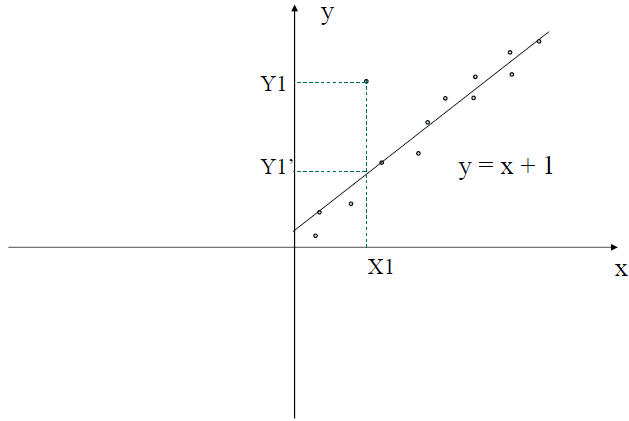 y
Y1
Y1’
y = x + 1
X1
x